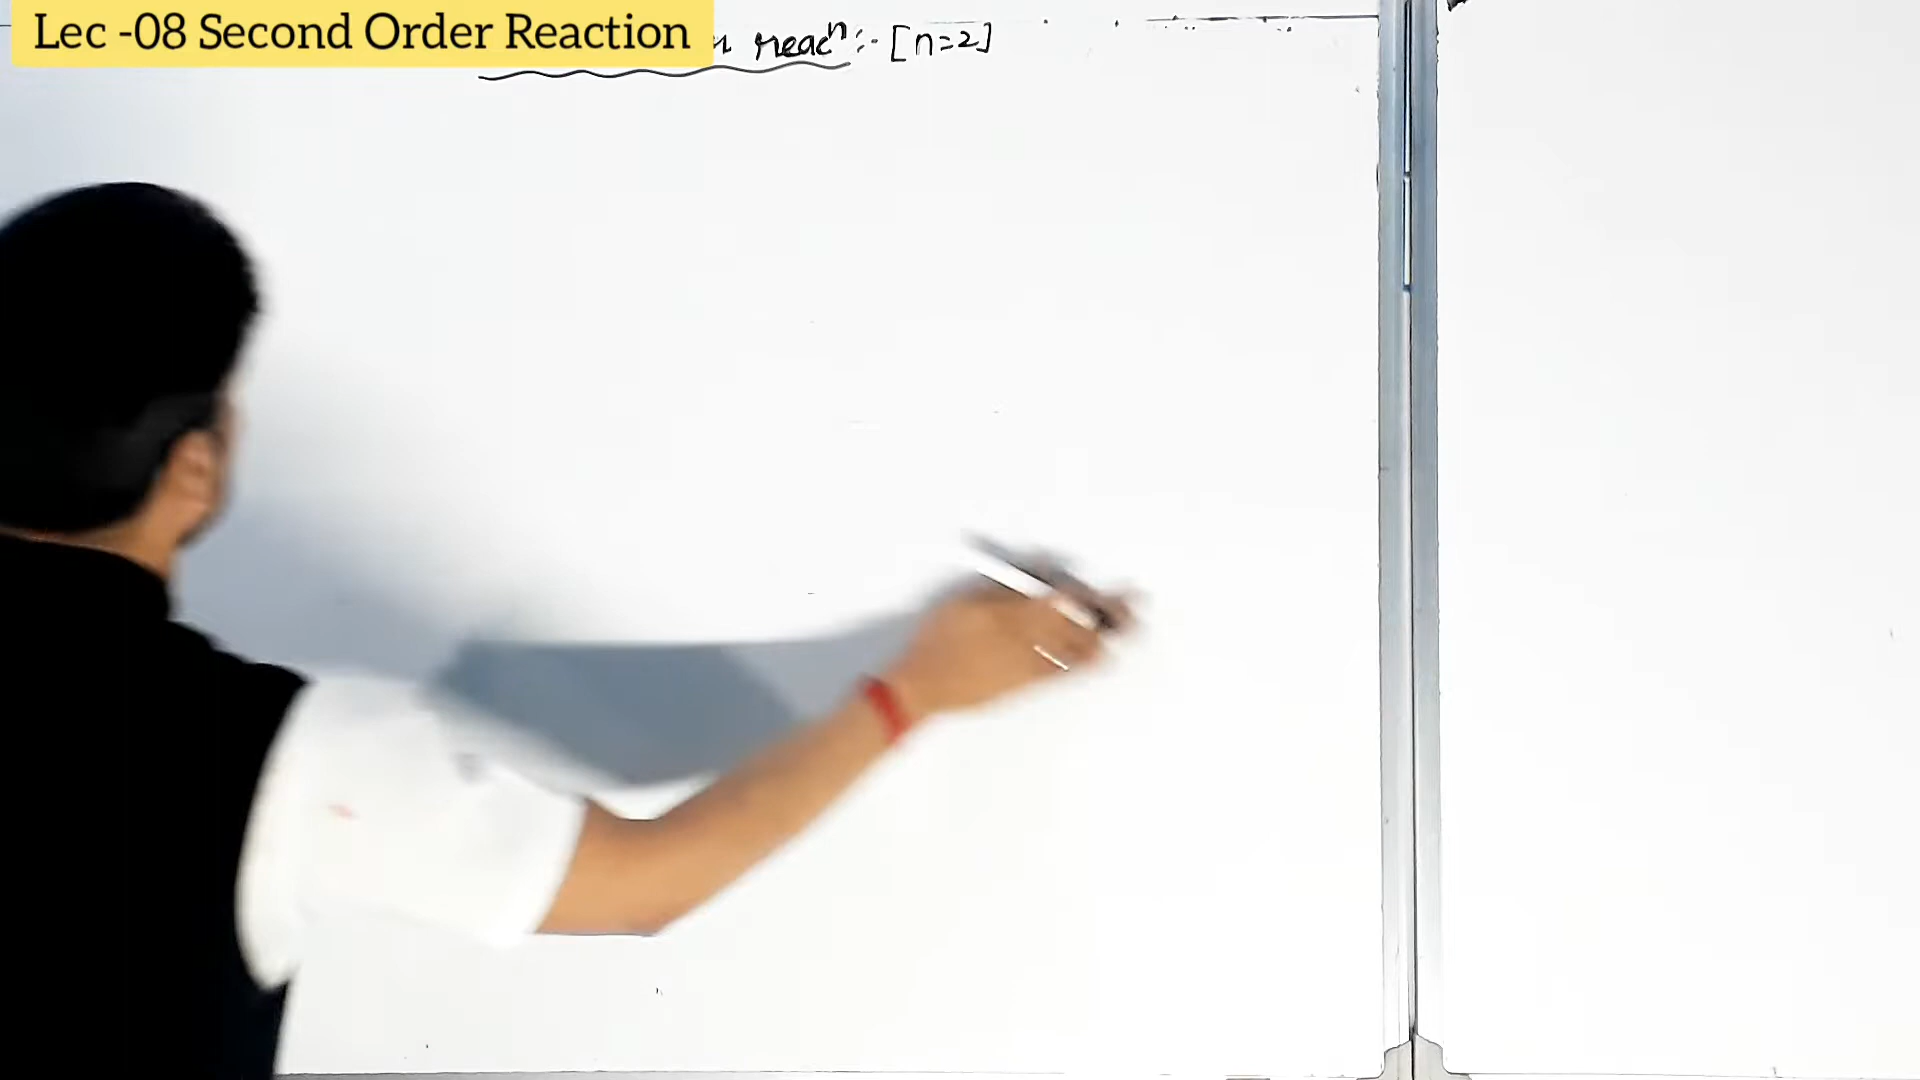 Lec -08 Second Order Reaction
reacⁿ :- [n=2]